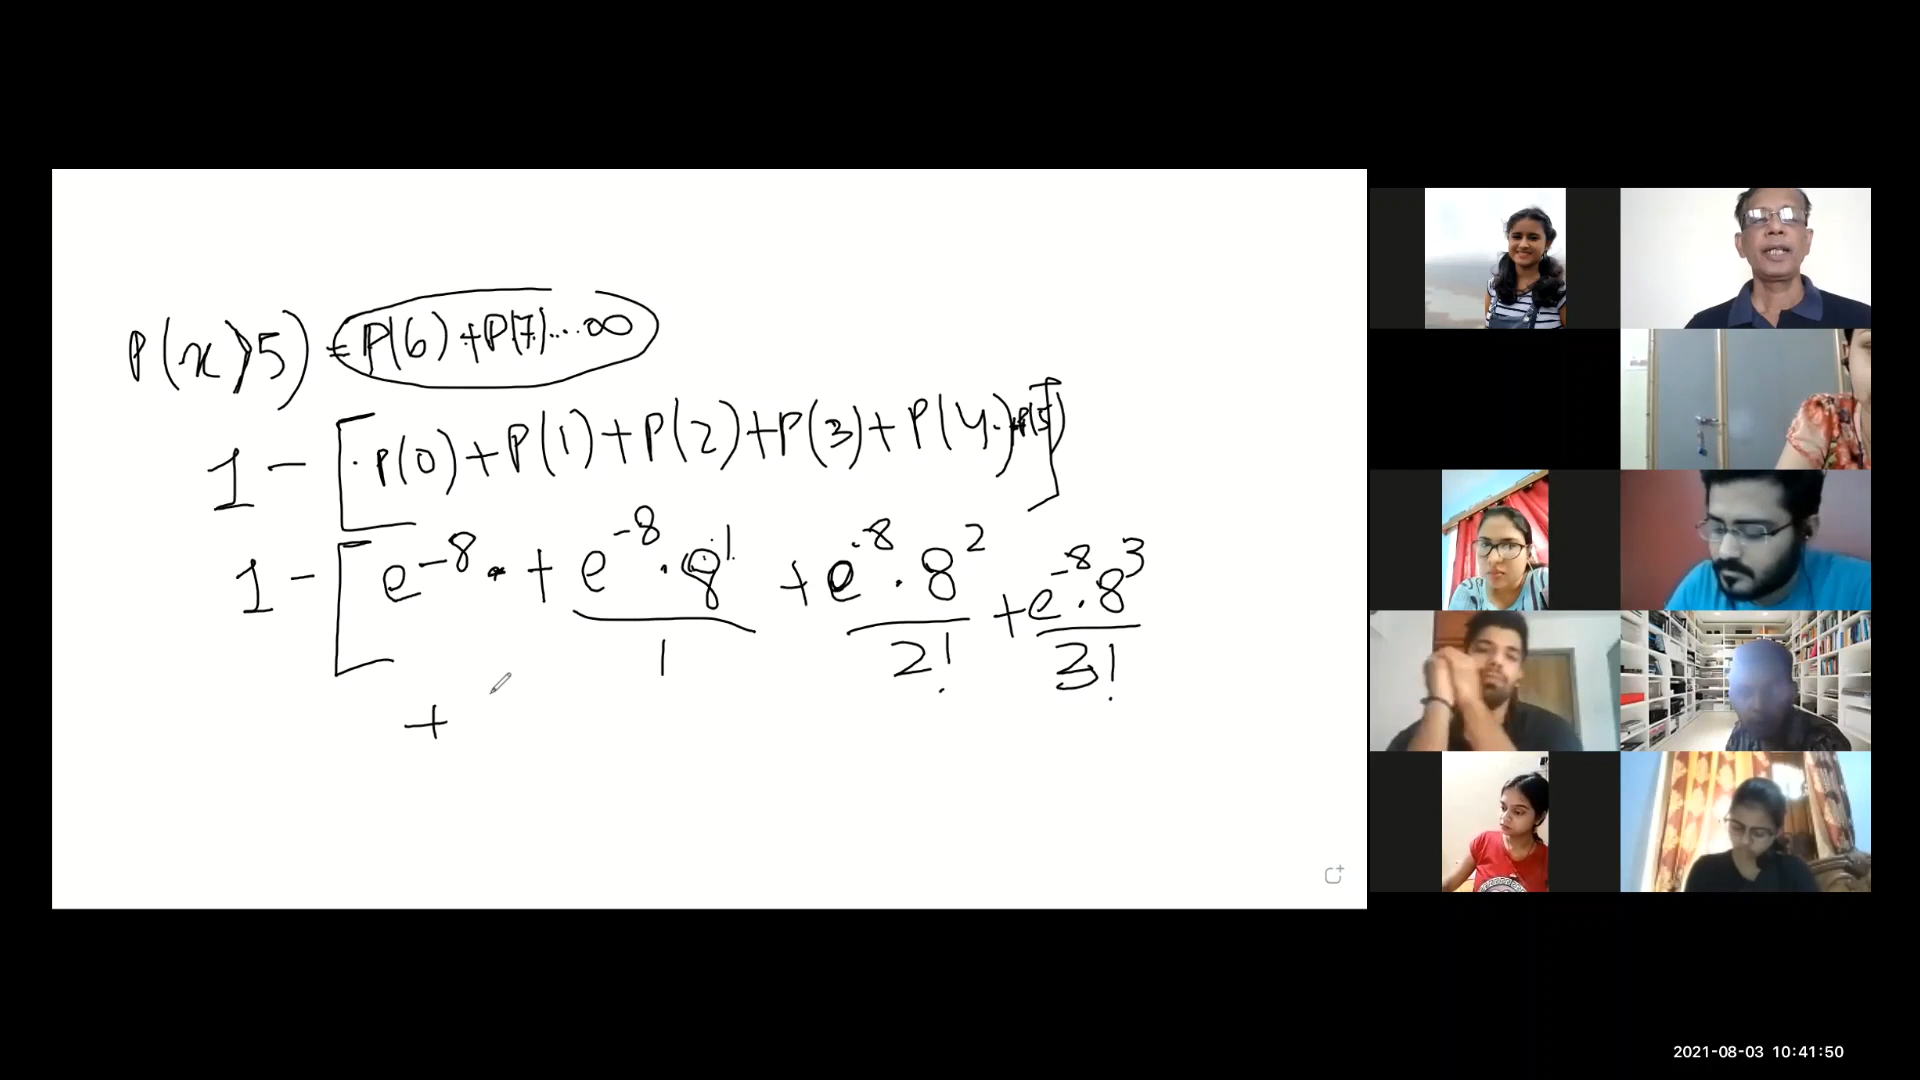 P(x>5) = P(6) + P(7)....∞
1 - [P(0) + P(1) + P(2) + P(3) + P(4) + P(5)]
1 - [e^-8 + e^-8 . 8^1 / 1 + e^-8 . 8^2 / 2! + e^-8 . 8^3 / 3!
+
2021-08-03 10:41:50